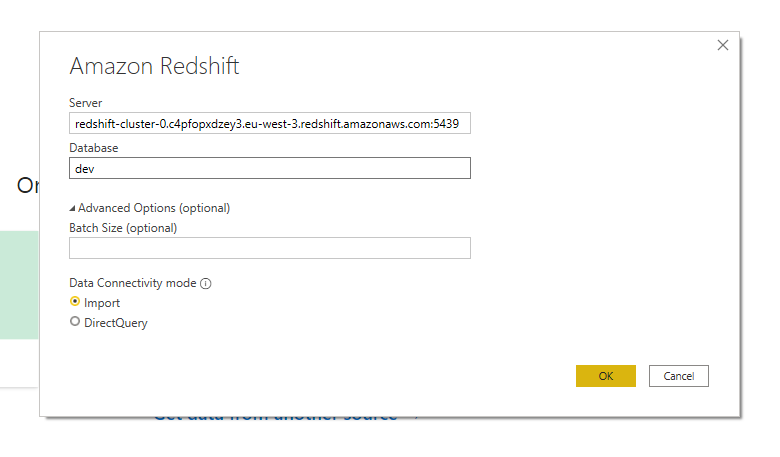 Amazon Redshift
Server
redshift-cluster-0.c4pfopxdzey3.eu-west-3.redshift.amazonaws.com:5439
Database
dev
Advanced Options (optional)
Batch Size (optional)
Data Connectivity mode
Import
DirectQuery
OK
Cancel
Get data from another source